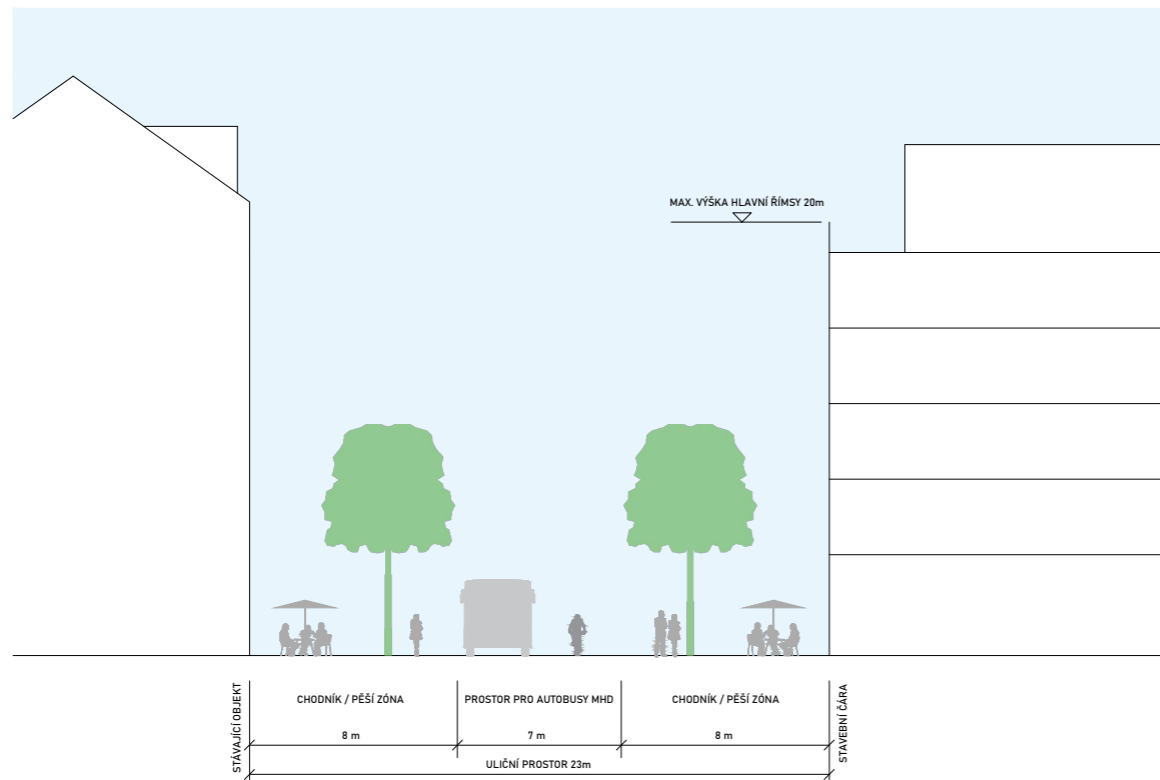 MAX. VÝŠKA HLAVNÍ ŘÍMSY 20m
STÁVAJÍCÍ OBJEKT
CHODNÍK / PĚŠÍ ZÓNA
PROSTOR PRO AUTOBUSY MHD
CHODNÍK / PĚŠÍ ZÓNA
STAVEBNÍ ČÁRA
8 m
7 m
8 m
ULIČNÍ PROSTOR 23m